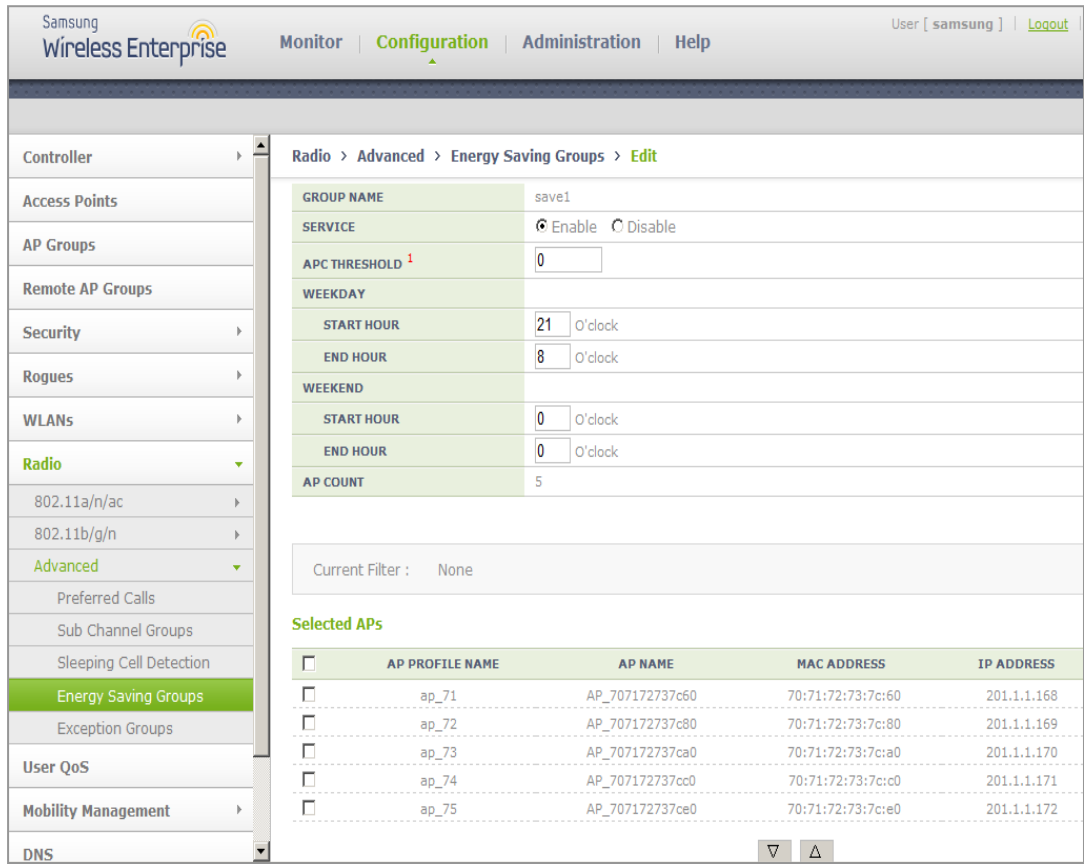 Samsung
Wireless Enterprise
Monitor | Configuration | Administration | Help
User [ samsung ] | Logout |
Controller
Access Points
AP Groups
Remote AP Groups
Security
Rogues
WLANs
Radio
802.11a/n/ac
802.11b/g/n
Advanced
Preferred Calls
Sub Channel Groups
Sleeping Cell Detection
Energy Saving Groups
Exception Groups
User QoS
Mobility Management
DNS
Radio > Advanced > Energy Saving Groups > Edit
GROUP NAME save1
SERVICE Enable Disable
APC THRESHOLD 1 0
WEEKDAY
START HOUR 21 O'clock
END HOUR 8 O'clock
WEEKEND
START HOUR 0 O'clock
END HOUR 0 O'clock
AP COUNT 5
Current Filter : None
Selected APs
AP PROFILE NAME AP NAME MAC ADDRESS IP ADDRESS
ap_71 AP_707172737c60 70:71:72:73:7c:60 201.1.1.168
ap_72 AP_707172737c80 70:71:72:73:7c:80 201.1.1.169
ap_73 AP_707172737ca0 70:71:72:73:7c:a0 201.1.1.170
ap_74 AP_707172737cc0 70:71:72:73:7c:c0 201.1.1.171
ap_75 AP_707172737ce0 70:71:72:73:7c:e0 201.1.1.172